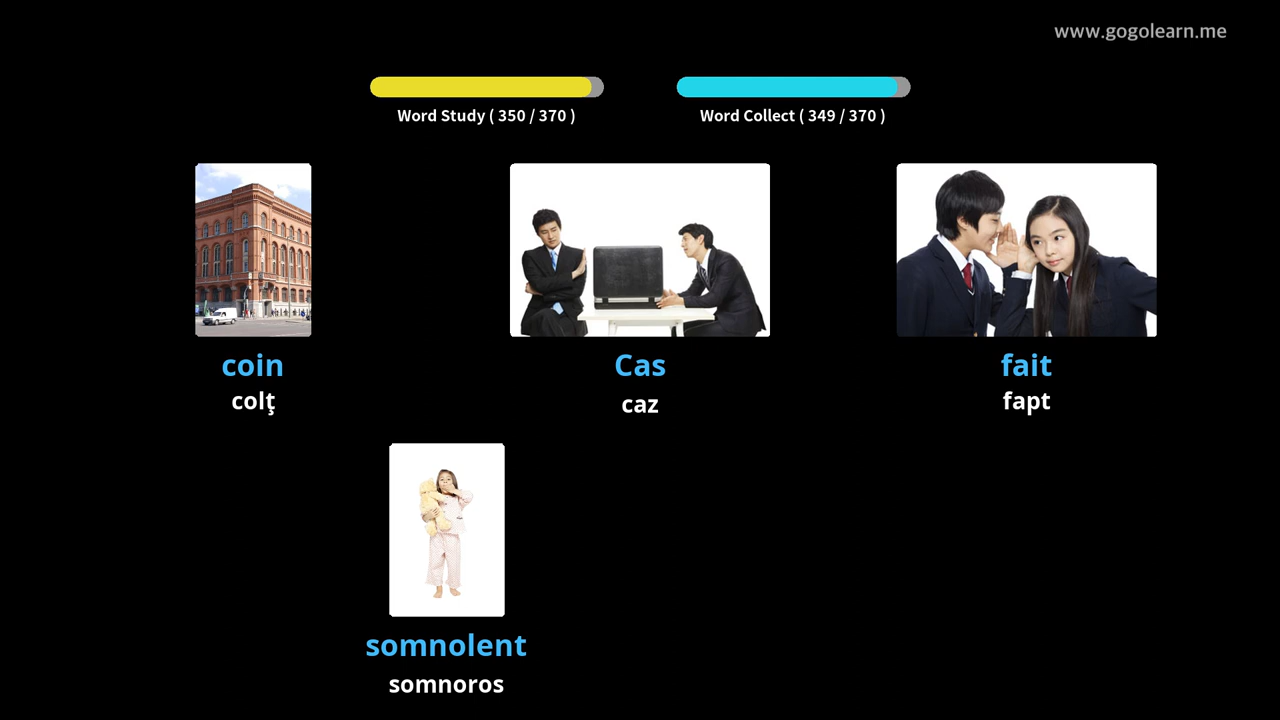 www.gogolearn.me
Word Study ( 350 / 370 )
Word Collect ( 349 / 370 )
coin
colţ
Cas
caz
fait
fapt
somnolent
somnoros